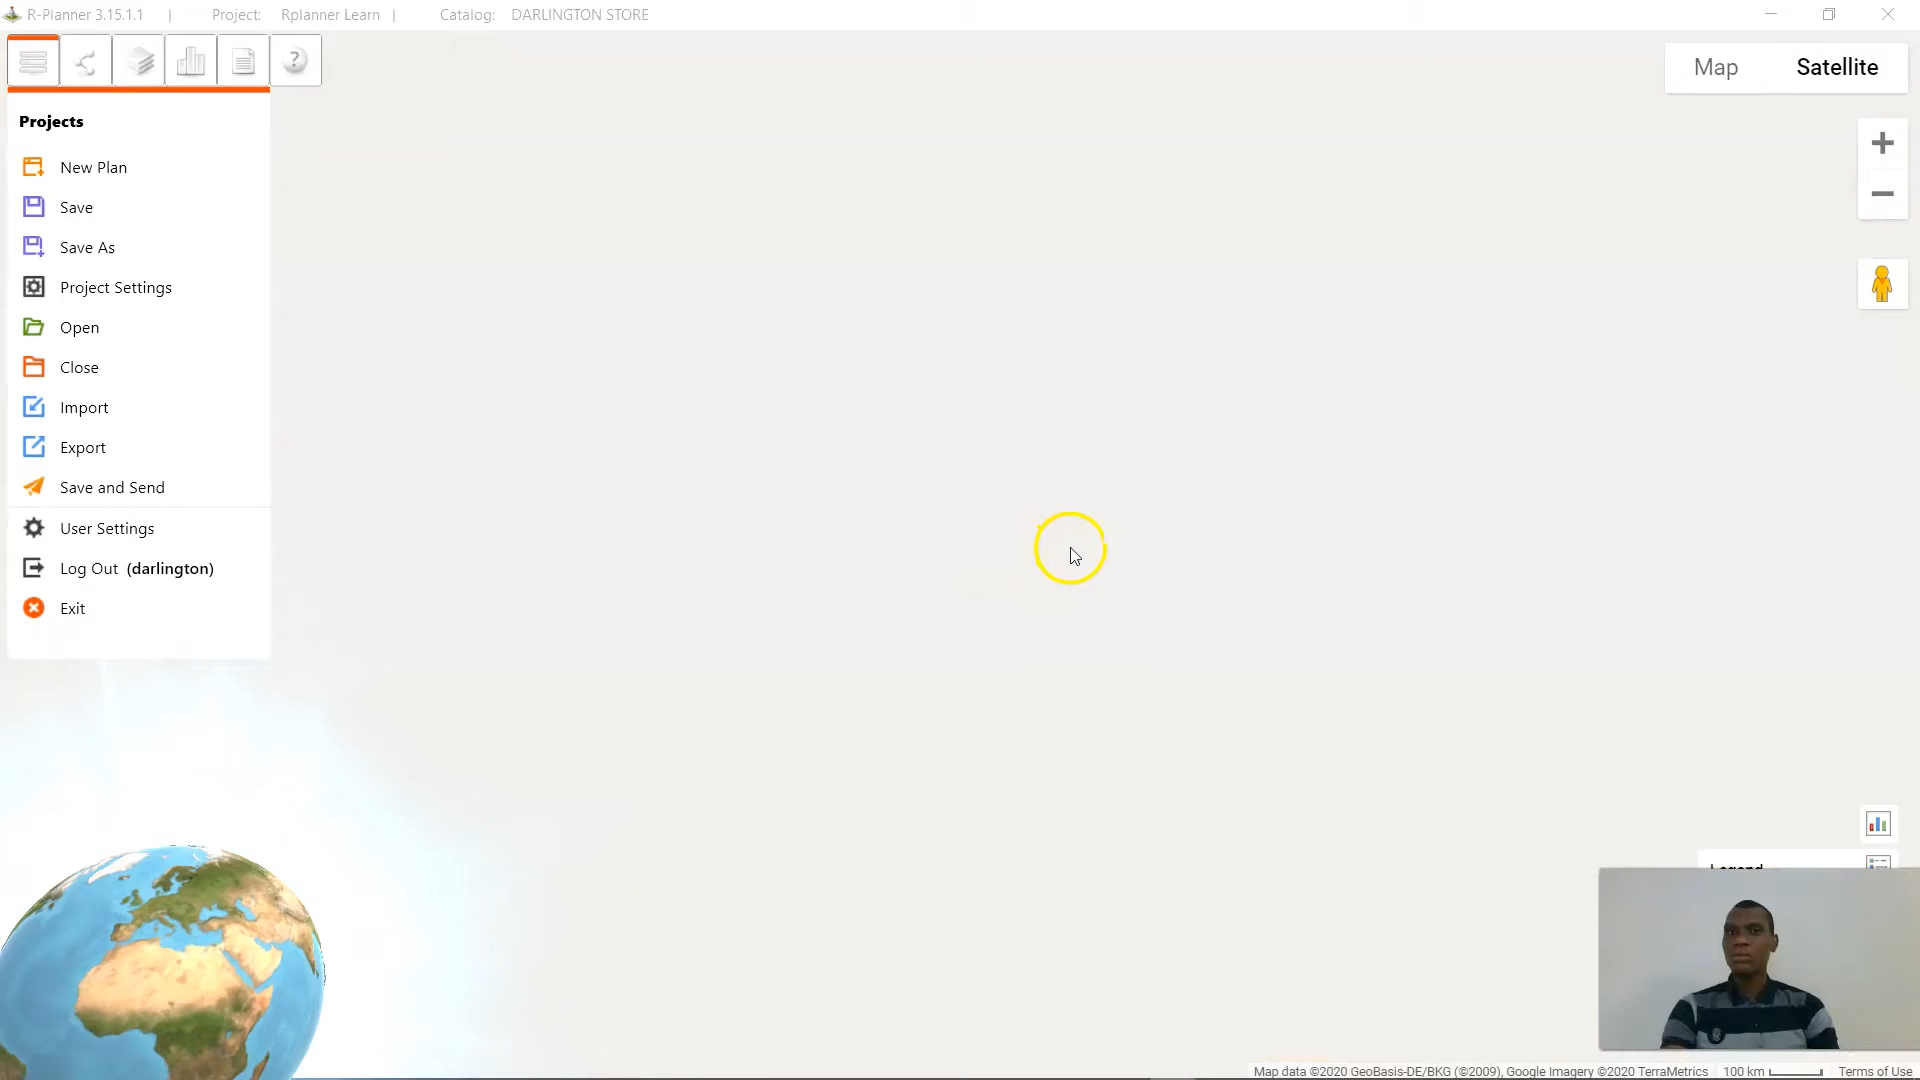 R-Planner 3.15.1.1 | Project: Rplanner Learn | Catalog: DARLINGTON STORE
Map Satellite
Projects
New Plan
Save
Save As
Project Settings
Open
Close
Import
Export
Save and Send
User Settings
Log Out (darlington)
Exit
Legend
Map data ©2020 GeoBasis-DE/BKG (©2009), Google Imagery ©2020 TerraMetrics 100 km Terms of Use